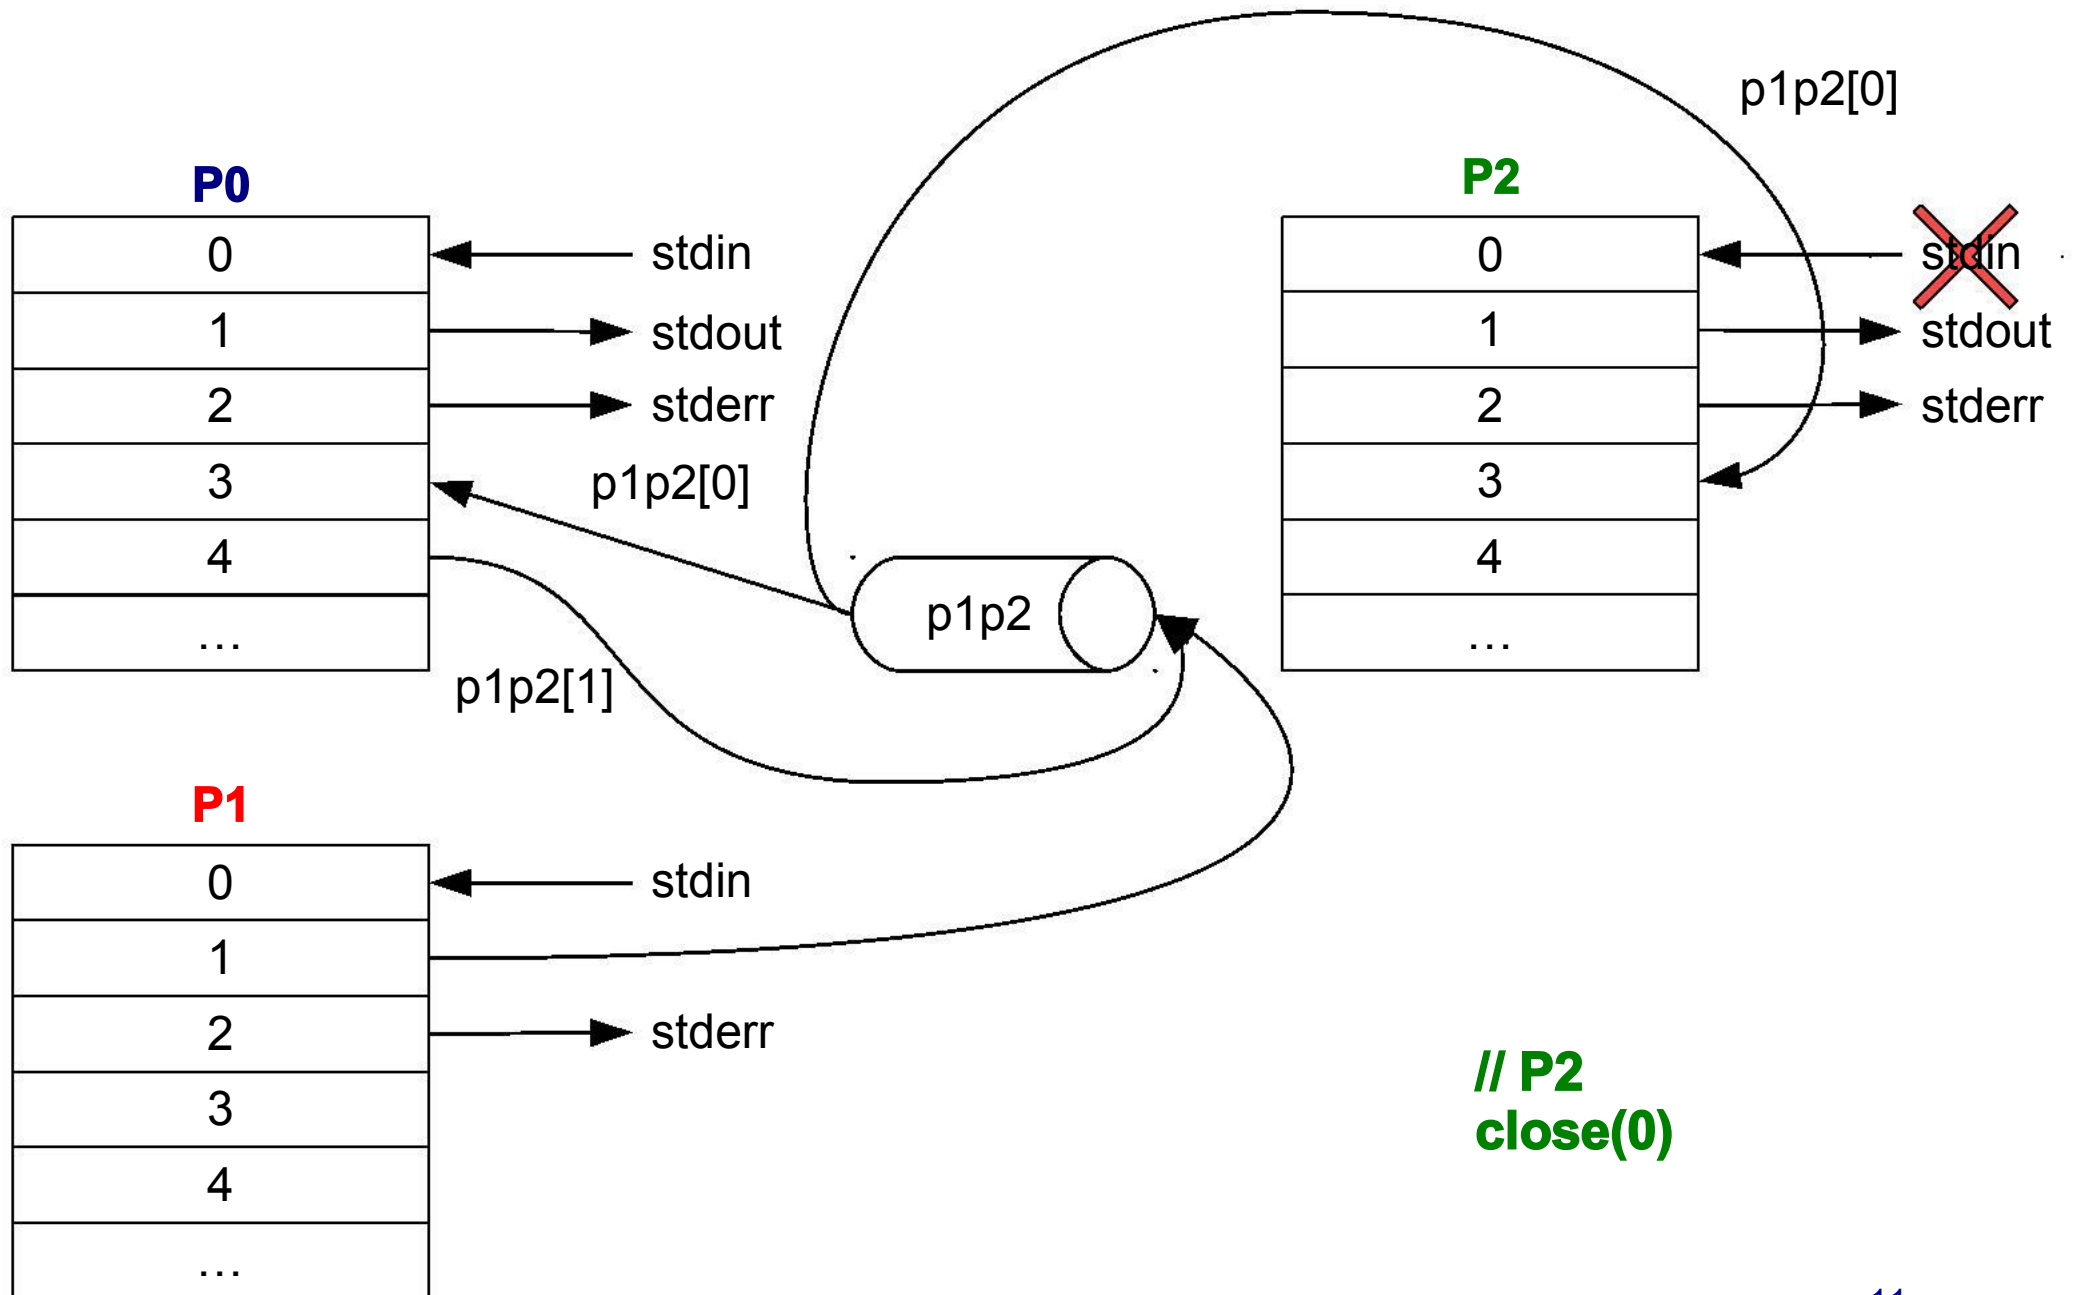 p1p2[0]
P0
0 stdin
1 stdout
2 stderr
3 p1p2[0]
4
...
p1p2[1]
p1p2
P2
0 stdin
1 stdout
2 stderr
3
4
...
P1
0 stdin
1
2 stderr
3
4
...
// P2
close(0)